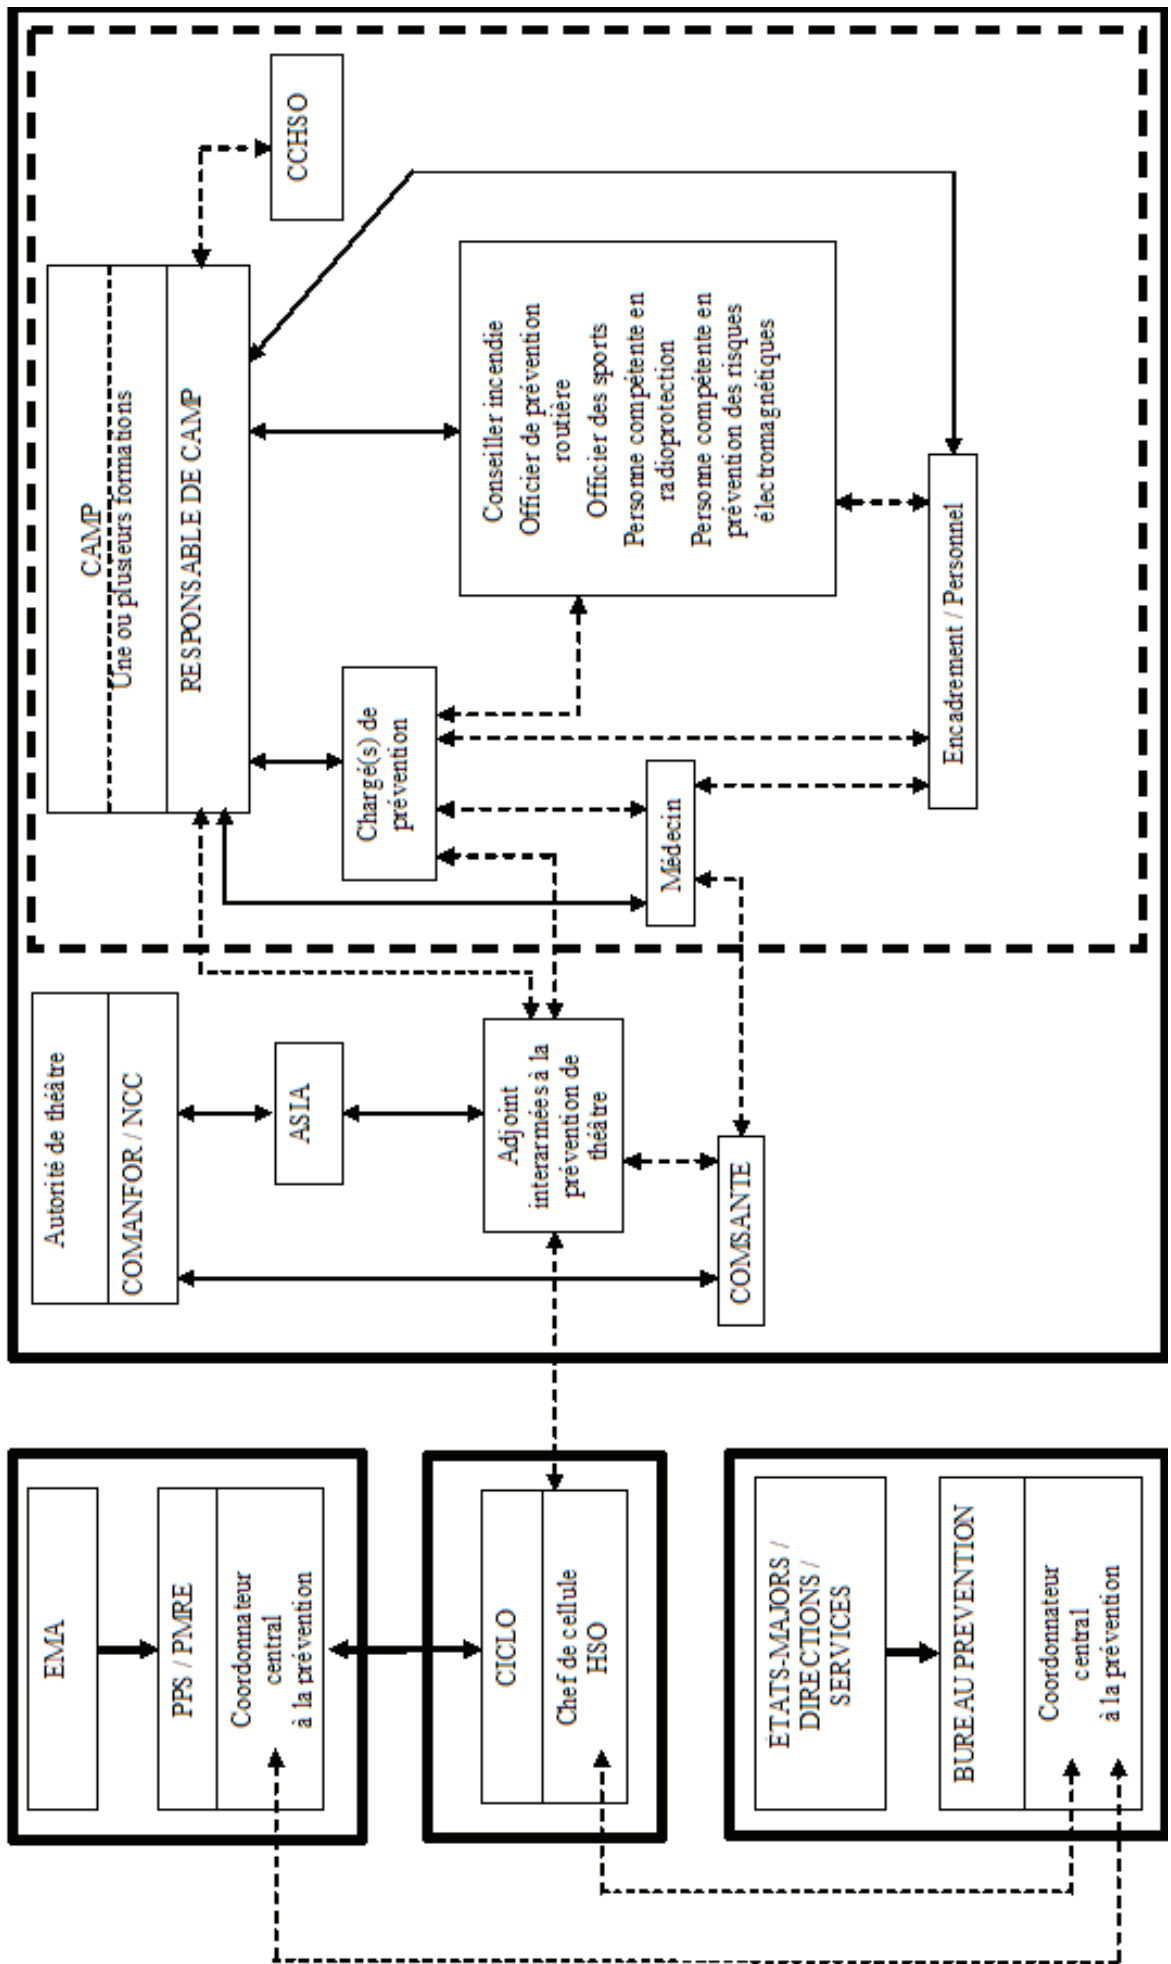 EMA
PPS / PMRE
Coordonnateur
central
à la prévention
CICLO
Chef de cellule
HSO
ÉTATS-MAJORS /
DIRECTIONS /
SERVICES
BUREAU PREVENTION
Coordonnateur
central
à la prévention
Autorité de théâtre
COMANFOR / NCC
ASIA
Adjoint
interarmées à la
prévention de
théâtre
COMSANTE
CAMP
Une ou plusieurs formations
RESPONSABLE DE CAMP
CCHSO
Chargé(s) de
prévention
Médecin
Conseiller incendie
Officier de prévention
routière
Officier des sports
Personne compétente en
radioprotection
Personne compétente en
prévention des risques
électromagnétiques
Encadrement / Personnel